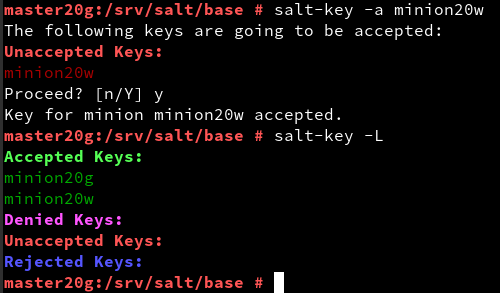 master20g:/srv/salt/base # salt-key -a minion20w
The following keys are going to be accepted:
Unaccepted Keys:
minion20w
Proceed? [n/Y] y
Key for minion minion20w accepted.
master20g:/srv/salt/base # salt-key -L
Accepted Keys:
minion20g
minion20w
Denied Keys:
Unaccepted Keys:
Rejected Keys:
master20g:/srv/salt/base #